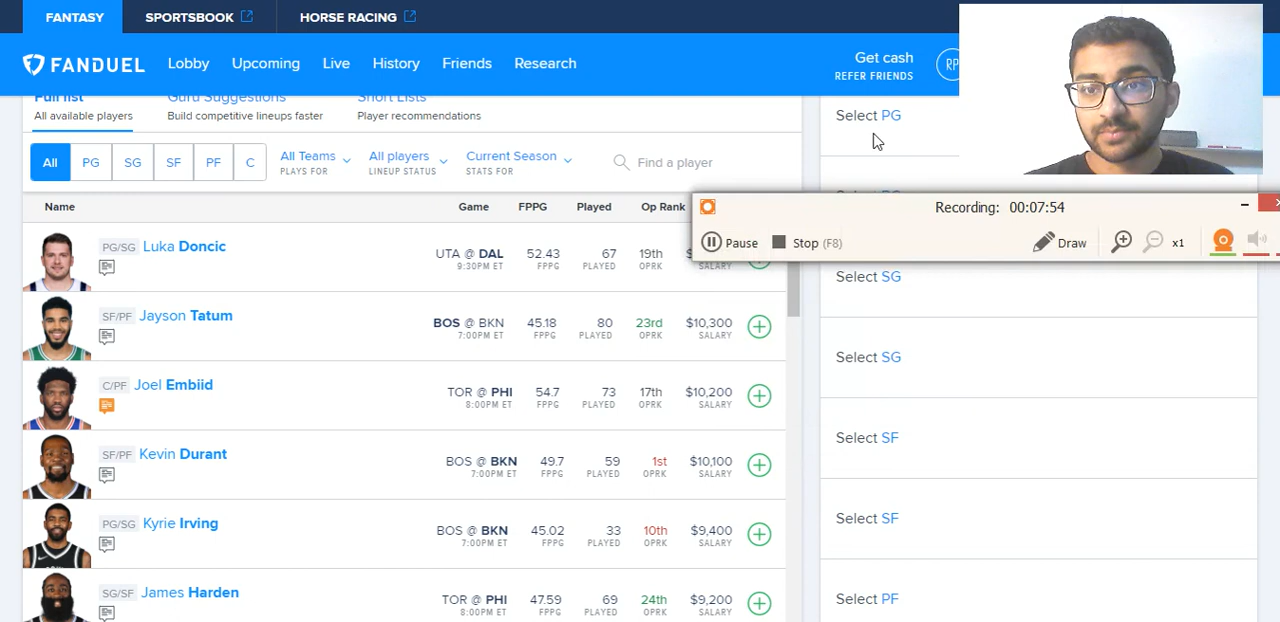 FANTASY
SPORTSBOOK
HORSE RACING
FANDUEL
Lobby
Upcoming
Live
History
Friends
Research
Get cash
REFER FRIENDS
RP
Full list
All available players
Guru Suggestions
Build competitive lineups faster
Short Lists
Player recommendations
All
PG
SG
SF
PF
C
All Teams
PLAYS FOR
All players
LINEUP STATUS
Current Season
STATS FOR
Find a player
Name
Game
FPPG
Played
Op Rank
PG/SG Luka Doncic
UTA @ DAL
9:30PM ET
52.43
FPPG
67
PLAYED
19th
OPRK
SALARY
SF/PF Jayson Tatum
BOS @ BKN
7:00PM ET
45.18
FPPG
80
PLAYED
23rd
OPRK
$10,300
SALARY
C/PF Joel Embiid
TOR @ PHI
8:00PM ET
54.7
FPPG
73
PLAYED
17th
OPRK
$10,200
SALARY
SF/PF Kevin Durant
BOS @ BKN
7:00PM ET
49.7
FPPG
59
PLAYED
1st
OPRK
$10,100
SALARY
PG/SG Kyrie Irving
BOS @ BKN
7:00PM ET
45.02
FPPG
33
PLAYED
10th
OPRK
$9,400
SALARY
SG/SF James Harden
TOR @ PHI
8:00PM ET
47.59
FPPG
69
PLAYED
24th
OPRK
$9,200
SALARY
Select PG
Recording: 00:07:54
Pause
Stop (F8)
Draw
x1
Select SG
Select SG
Select SF
Select SF
Select PF